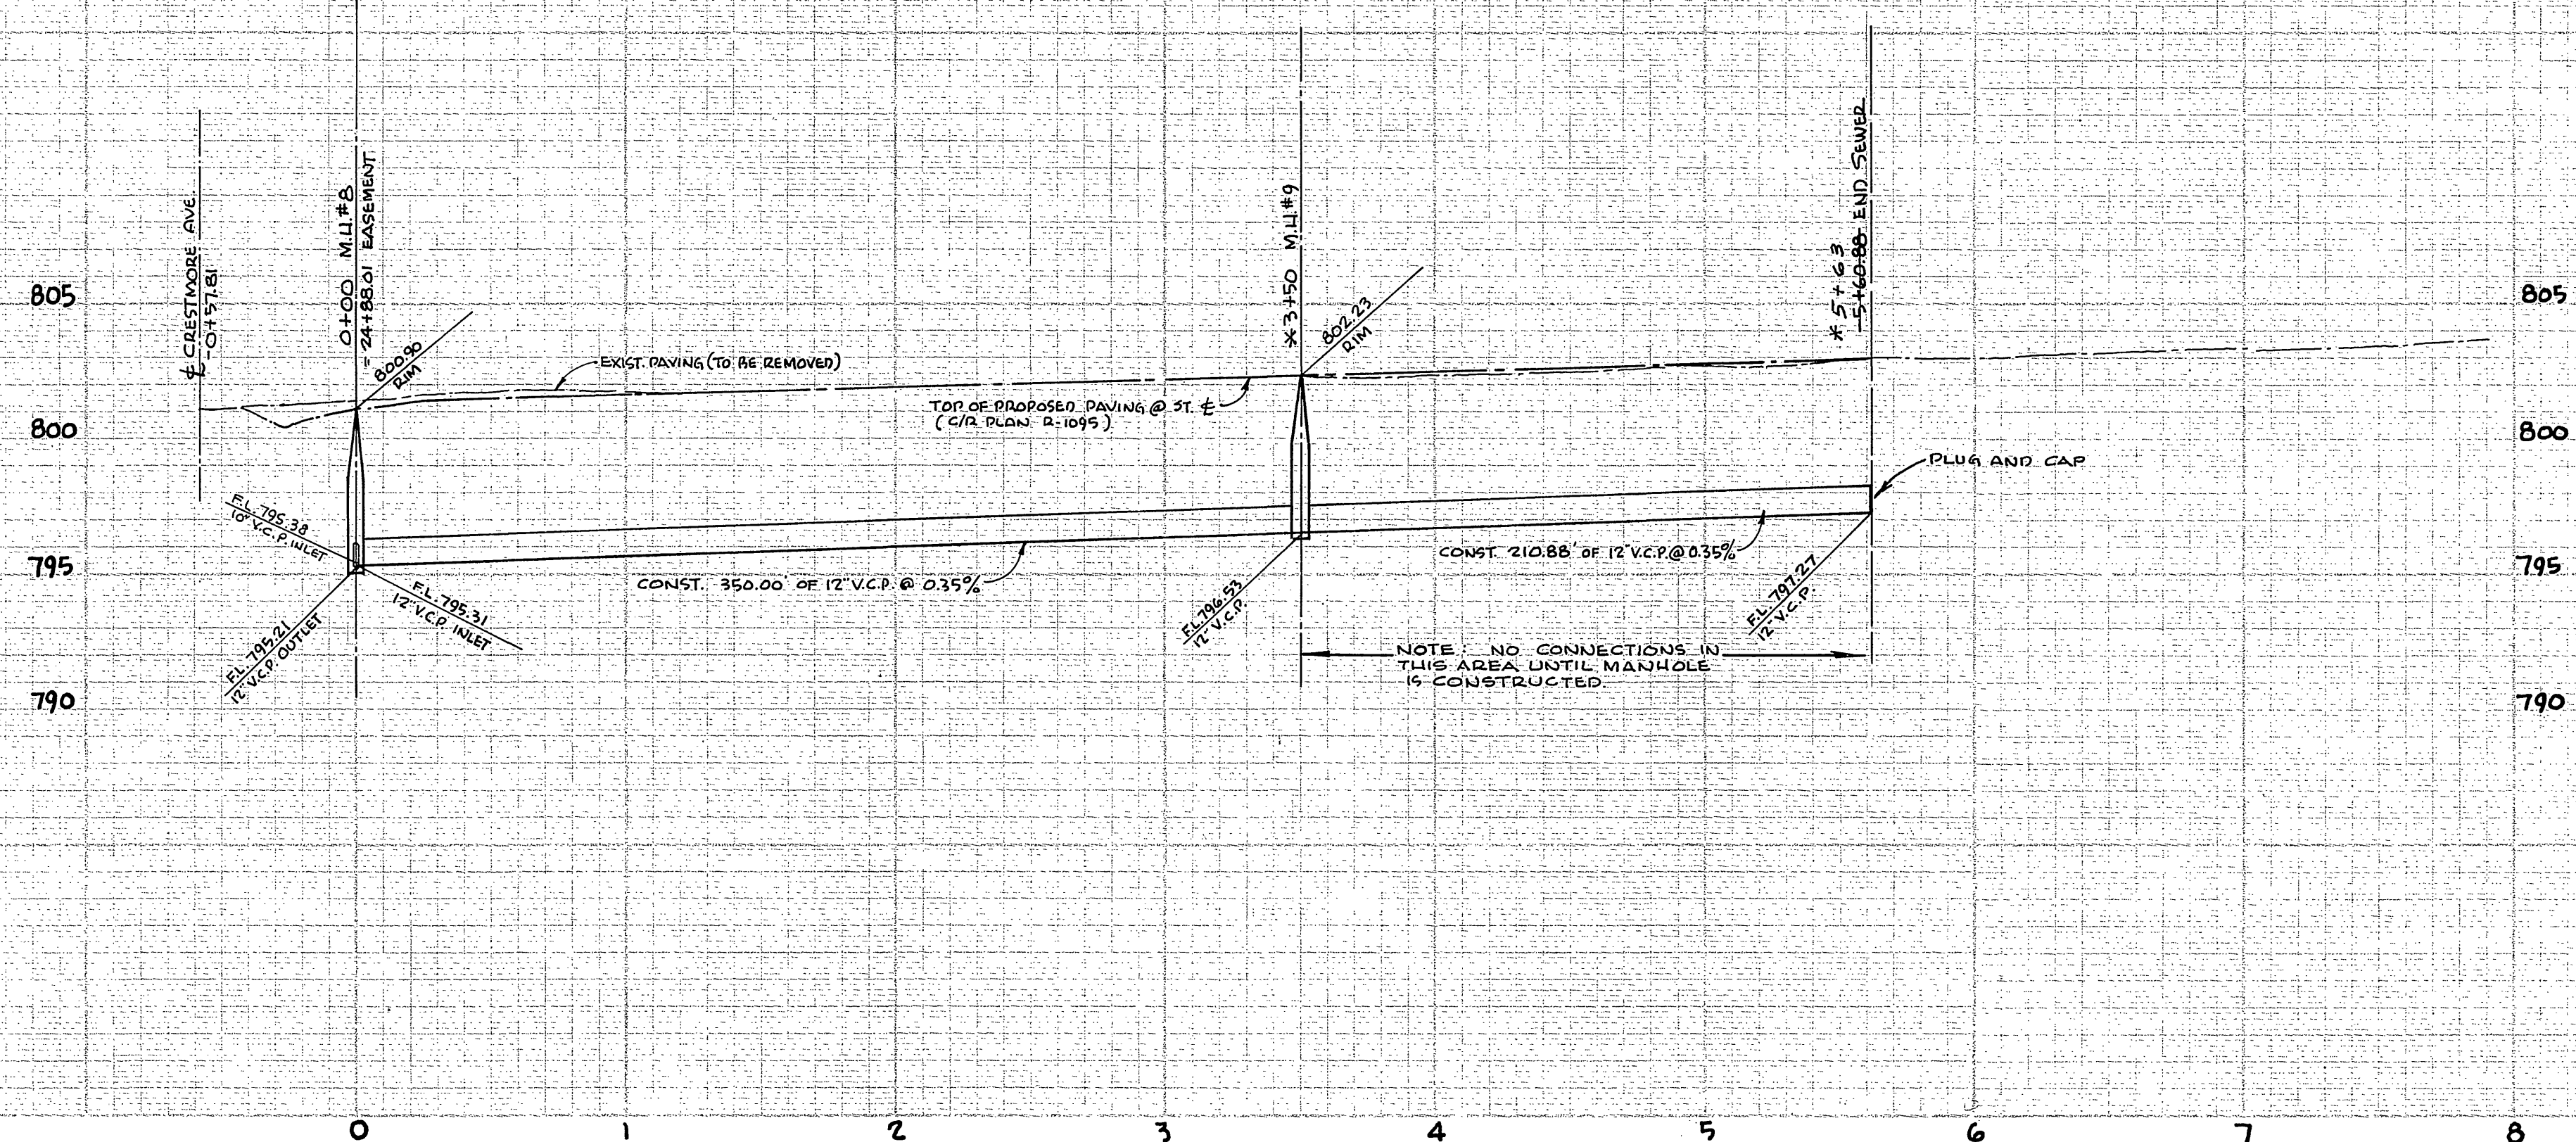 ℄ CRESTMORE AVE.
-0+57.81
0+00 M.H.#8
= 24+88.01 EASEMENT
800.90
RIM
EXIST. PAVING (TO BE REMOVED)
TOP OF PROPOSED PAVING @ ST. ℄
(C/R PLAN R-1095)
*3+50 M.H.#9
802.23
RIM
*5+63
5+60.88 END SEWER
PLUG AND CAP
805
800
795
790
805
800
795
790
F.L. 795.38
10" V.C.P. INLET
F.L. 795.31
12" V.C.P. INLET
F.L. 795.21
12" V.C.P. OUTLET
CONST. 350.00' OF 12" V.C.P. @ 0.35%
F.L. 796.53
12" V.C.P.
CONST. 210.88' OF 12" V.C.P. @ 0.35%
F.L. 797.27
12" V.C.P.
NOTE: NO CONNECTIONS IN
THIS AREA UNTIL MANHOLE
IS CONSTRUCTED.
0 1 2 3 4 5 6 7 8